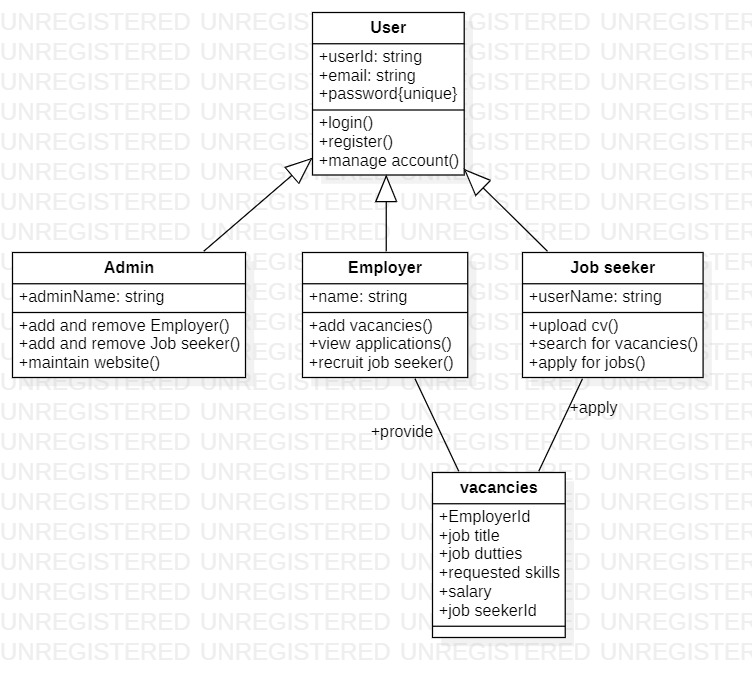 User
+userId: string
+email: string
+password{unique}
+login()
+register()
+manage account()
Admin
+adminName: string
+add and remove Employer()
+add and remove Job seeker()
+maintain website()
Employer
+name: string
+add vacancies()
+view applications()
+recruit job seeker()
Job seeker
+userName: string
+upload cv()
+search for vacancies()
+apply for jobs()
+provide
+apply
vacancies
+EmployerId
+job title
+job dutties
+requested skills
+salary
+job seekerId
UNREGISTERED UNREGISTERED UNREGISTERED UNREGISTERED